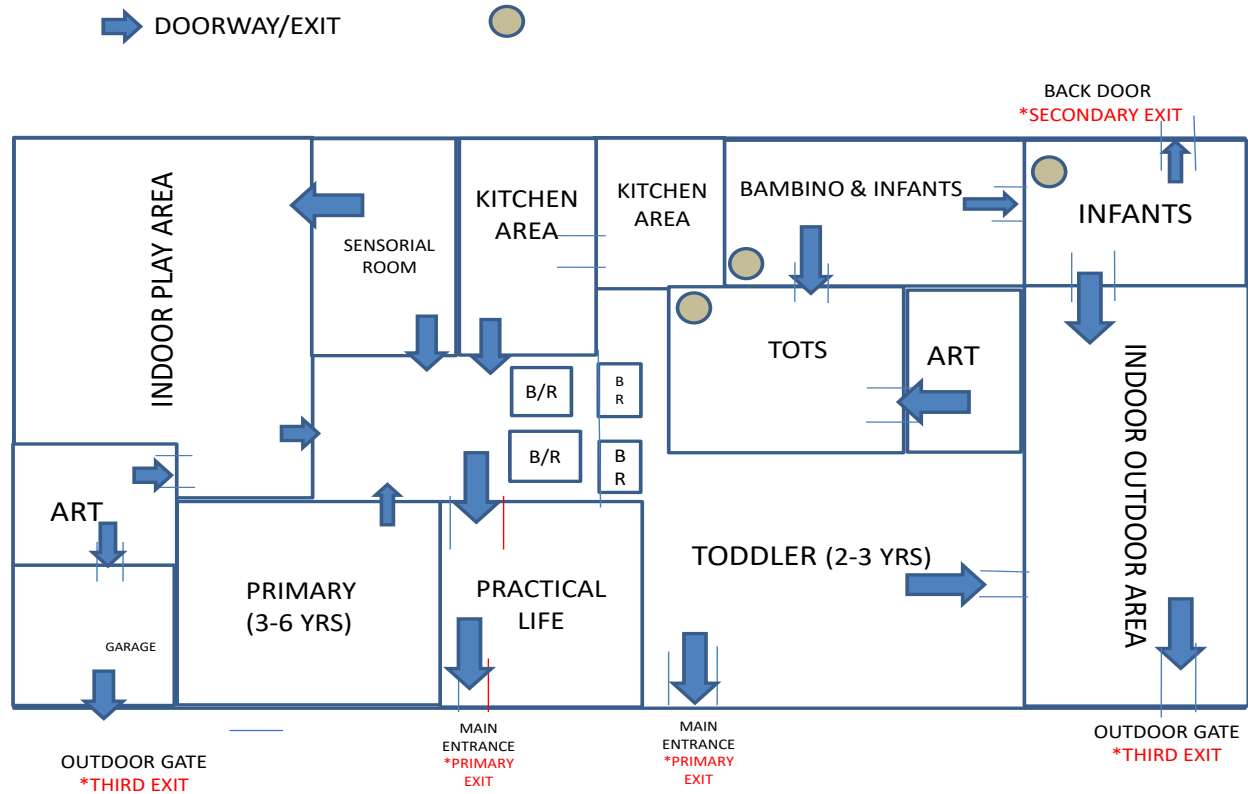 DOORWAY/EXIT
BACK DOOR
*SECONDARY EXIT
INDOOR PLAY AREA
SENSORIAL
ROOM
KITCHEN
AREA
KITCHEN
AREA
BAMBINO & INFANTS
INFANTS
TOTS
ART
INDOOR OUTDOOR AREA
B/R
B
R
B/R
B
R
ART
GARAGE
PRIMARY
(3-6 YRS)
PRACTICAL
LIFE
TODDLER (2-3 YRS)
OUTDOOR GATE
*THIRD EXIT
MAIN
ENTRANCE
*PRIMARY
EXIT
MAIN
ENTRANCE
*PRIMARY
EXIT
OUTDOOR GATE
*THIRD EXIT